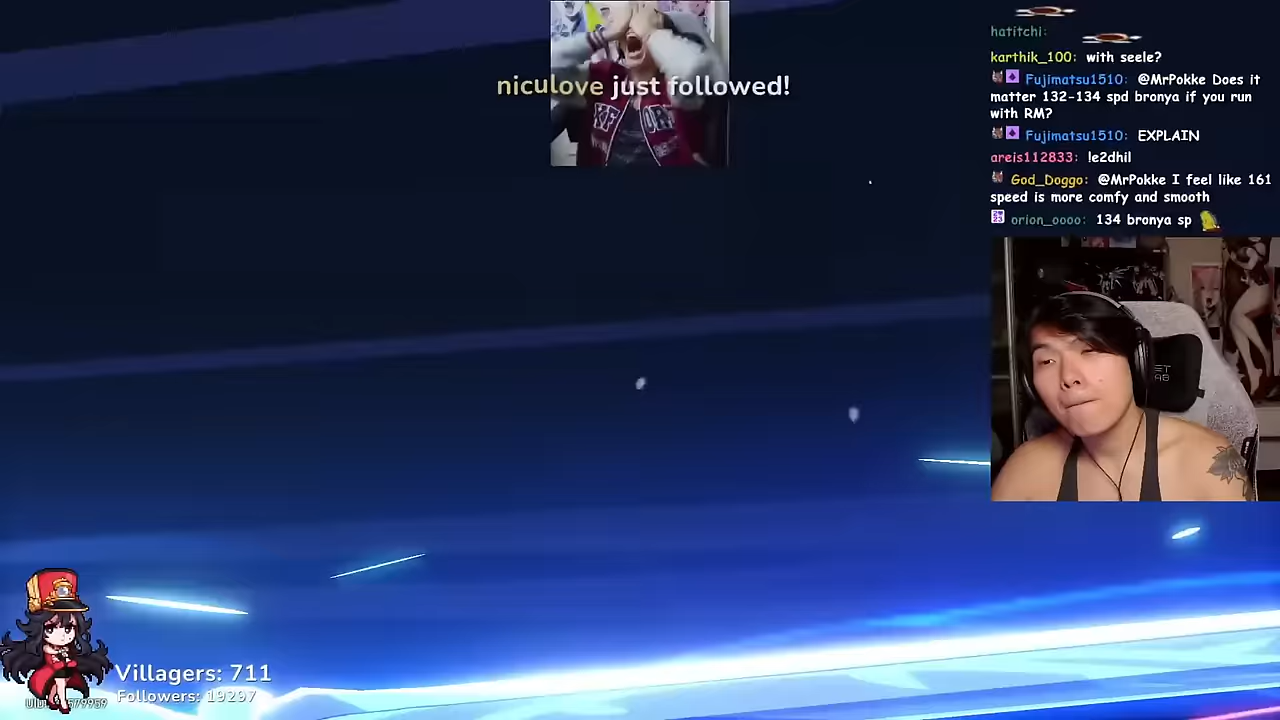 niculove just followed!
hatitchi:
karthik_100: with seele?
Fujimatsu1510: @MrPokke Does it
matter 132-134 spd bronya if you run
with RM?
Fujimatsu1510: EXPLAIN
areis112833: !e2dhil
God_Doggo: @MrPokke I feel like 161
speed is more comfy and smooth
orion_oooo: 134 bronya sp
Villagers: 711
Followers: 19297